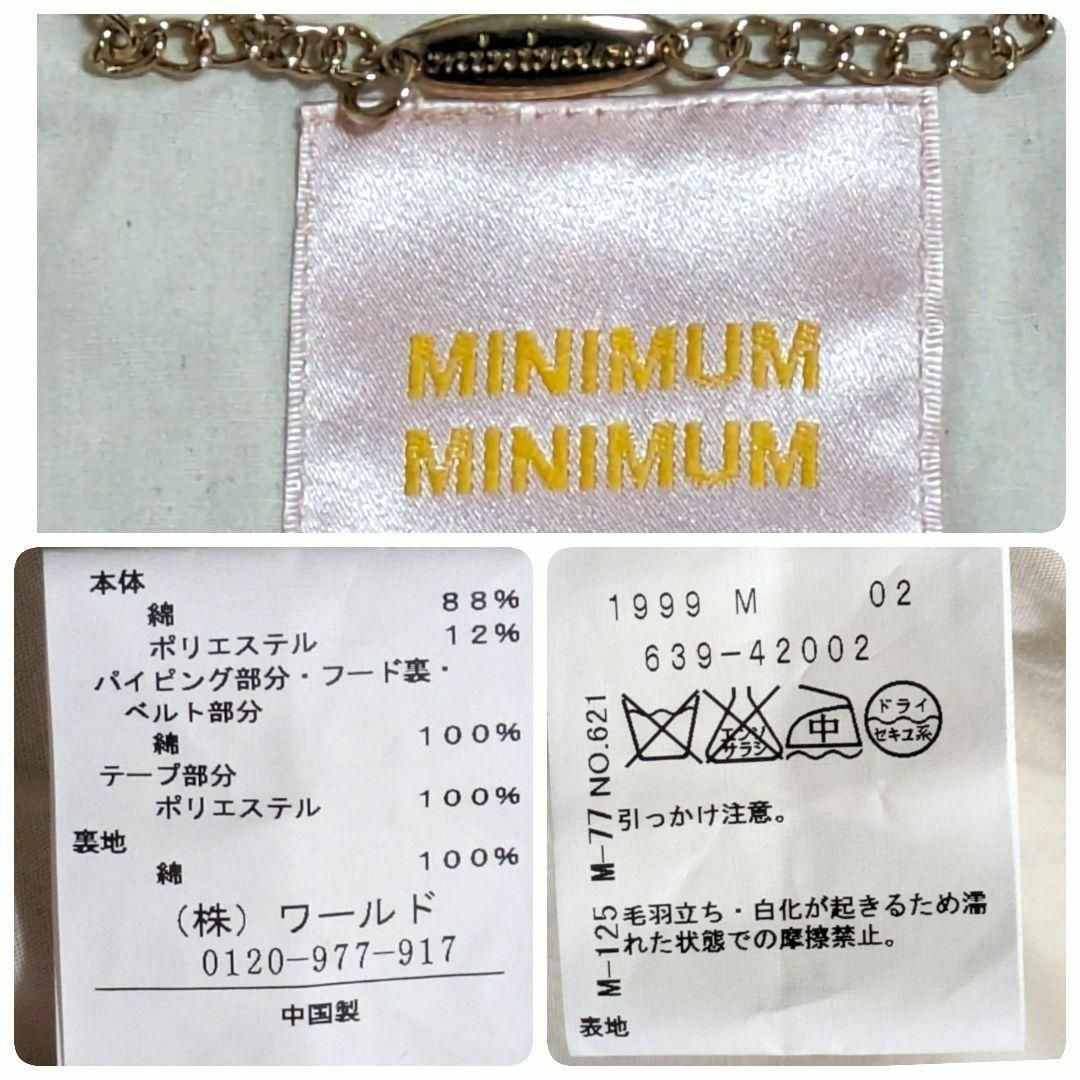 minimum
MINIMUM
MINIMUM
本体
綿 88%
ポリエステル 12%
パイピング部分・フード裏・
ベルト部分
綿 100%
テープ部分
ポリエステル 100%
裏地
綿 100%
(株) ワールド
0120-977-917
中国製
1999 M 02
639-42002
エンソ
サラシ
中
ドライ
セキユ系
M-77 NO.621
引っかけ注意。
M-125
毛羽立ち・白化が起きるため濡
れた状態での摩擦禁止。
表地